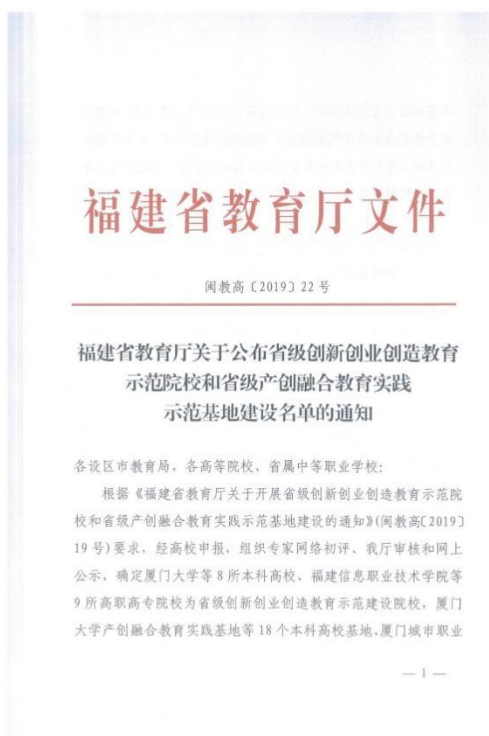 福建省教育厅文件
闽教高〔2019〕22号
福建省教育厅关于公布省级创新创业创造教育
示范院校和省级产创融合教育实践
示范基地建设名单的通知
各设区市教育局，各高等院校、省属中等职业学校：
根据《福建省教育厅关于开展省级创新创业创造教育示范院
校和省级产创融合教育实践示范基地建设的通知》(闽教高〔2019〕
19号)要求，经高校申报，组织专家网络初评、我厅审核和网上
公示，确定厦门大学等8所本科高校、福建信息职业技术学院等
9所高职高专院校为省级创新创业创造教育示范建设院校，厦门
大学产创融合教育实践基地等18个本科高校基地、厦门城市职业
— 1 —